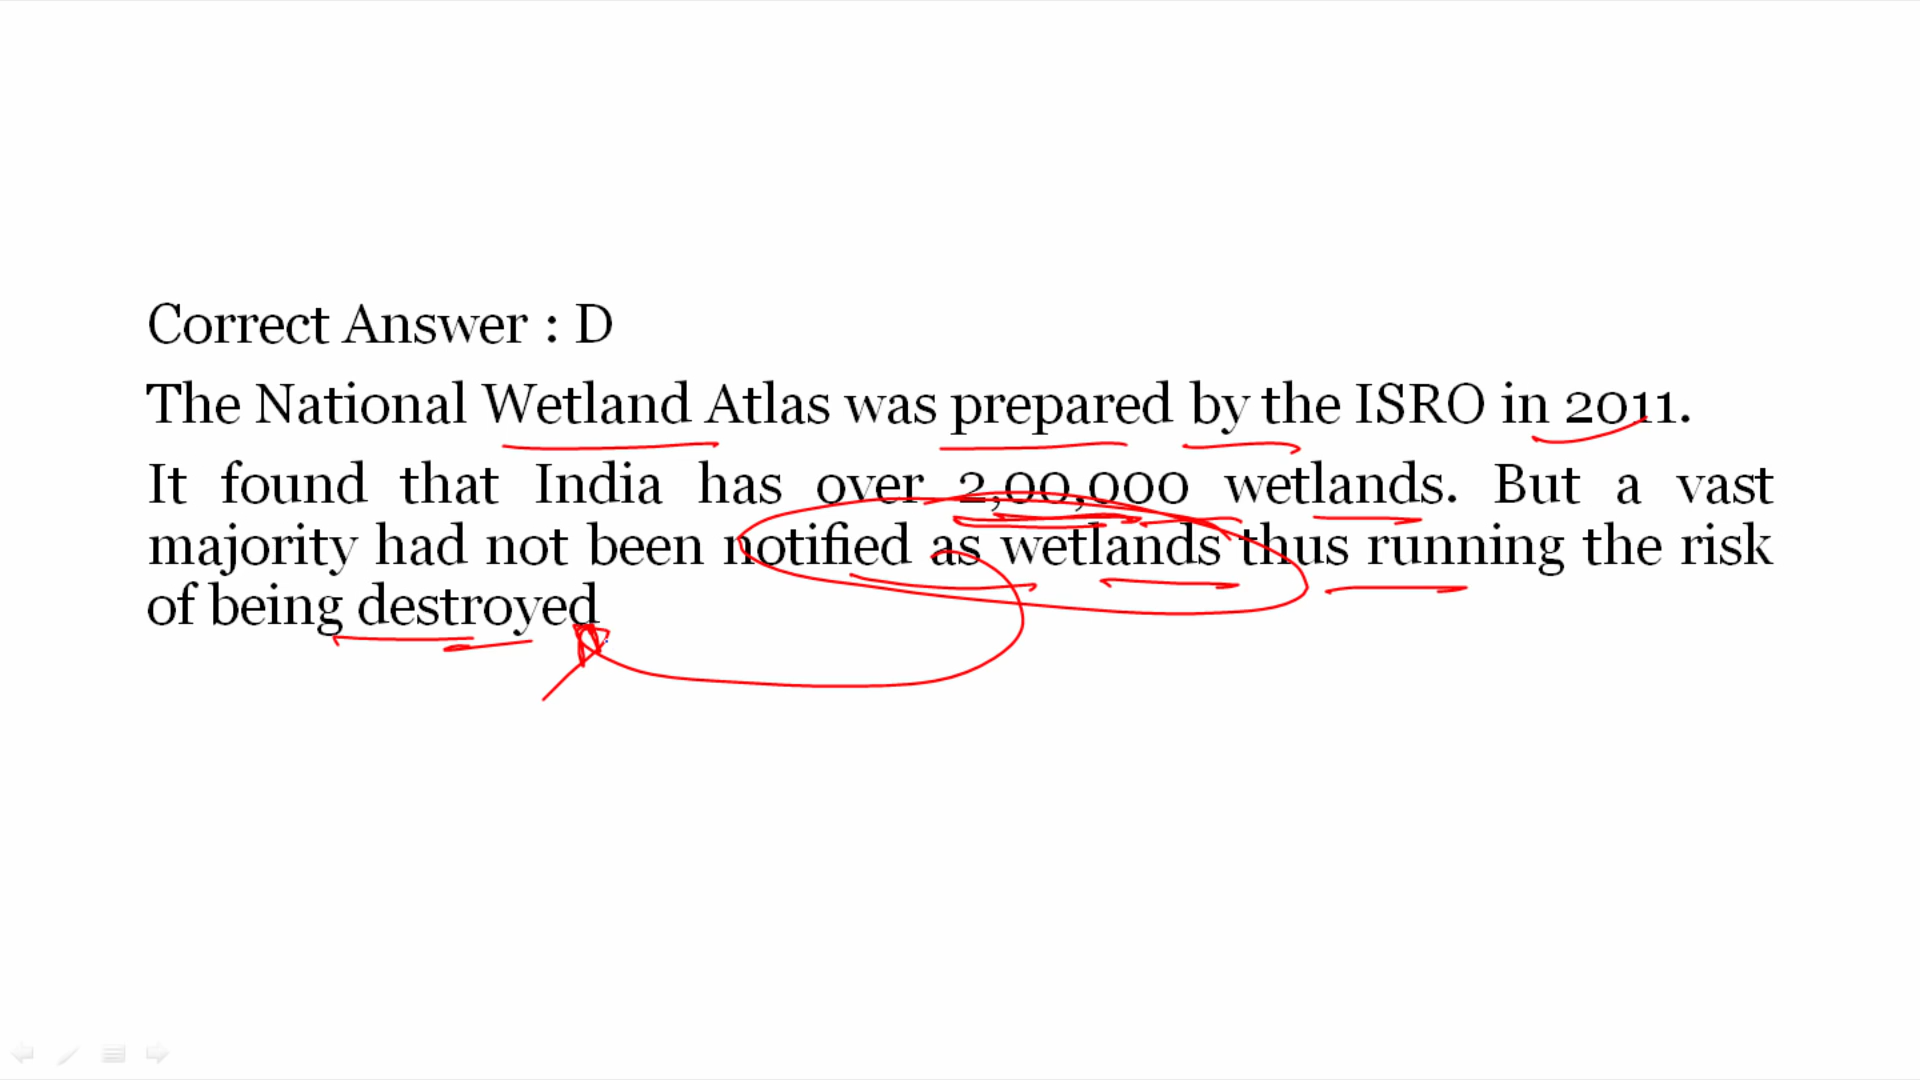 Correct Answer : D
The National Wetland Atlas was prepared by the ISRO in 2011.
It found that India has over 2,00,000 wetlands. But a vast
majority had not been notified as wetlands thus running the risk
of being destroyed